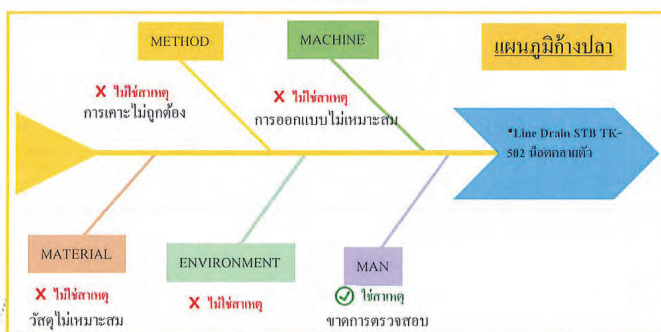 METHOD
MACHINE
แผนภูมิก้างปลา
X ไม่ใช่สาเหตุ
การเคาะไม่ถูกต้อง
X ไม่ใช่สาเหตุ
การออกแบบไม่เหมาะสม
•Line Drain STB TK-
502 น็อตคลายตัว
MATERIAL
ENVIRONMENT
MAN
X ไม่ใช่สาเหตุ
วัสดุไม่เหมาะสม
X ไม่ใช่สาเหตุ
ใช่สาเหตุ
ขาดการตรวจสอบ